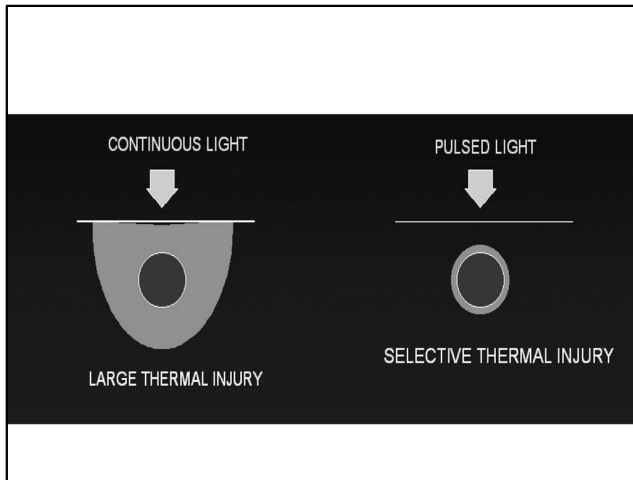 CONTINUOUS LIGHT
PULSED LIGHT
LARGE THERMAL INJURY
SELECTIVE THERMAL INJURY